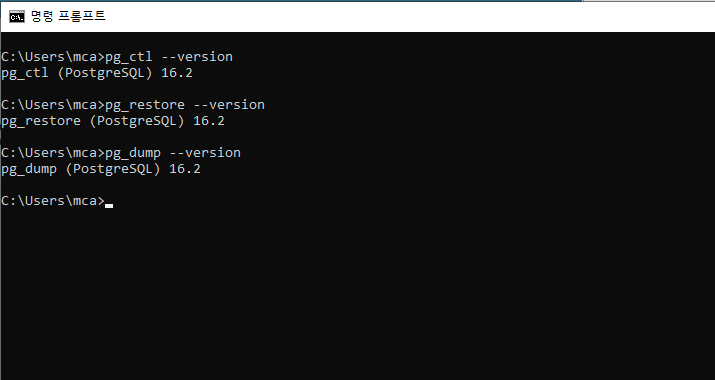 명령 프롬프트
C:\Users\mca>pg_ctl --version
pg_ctl (PostgreSQL) 16.2
C:\Users\mca>pg_restore --version
pg_restore (PostgreSQL) 16.2
C:\Users\mca>pg_dump --version
pg_dump (PostgreSQL) 16.2
C:\Users\mca>